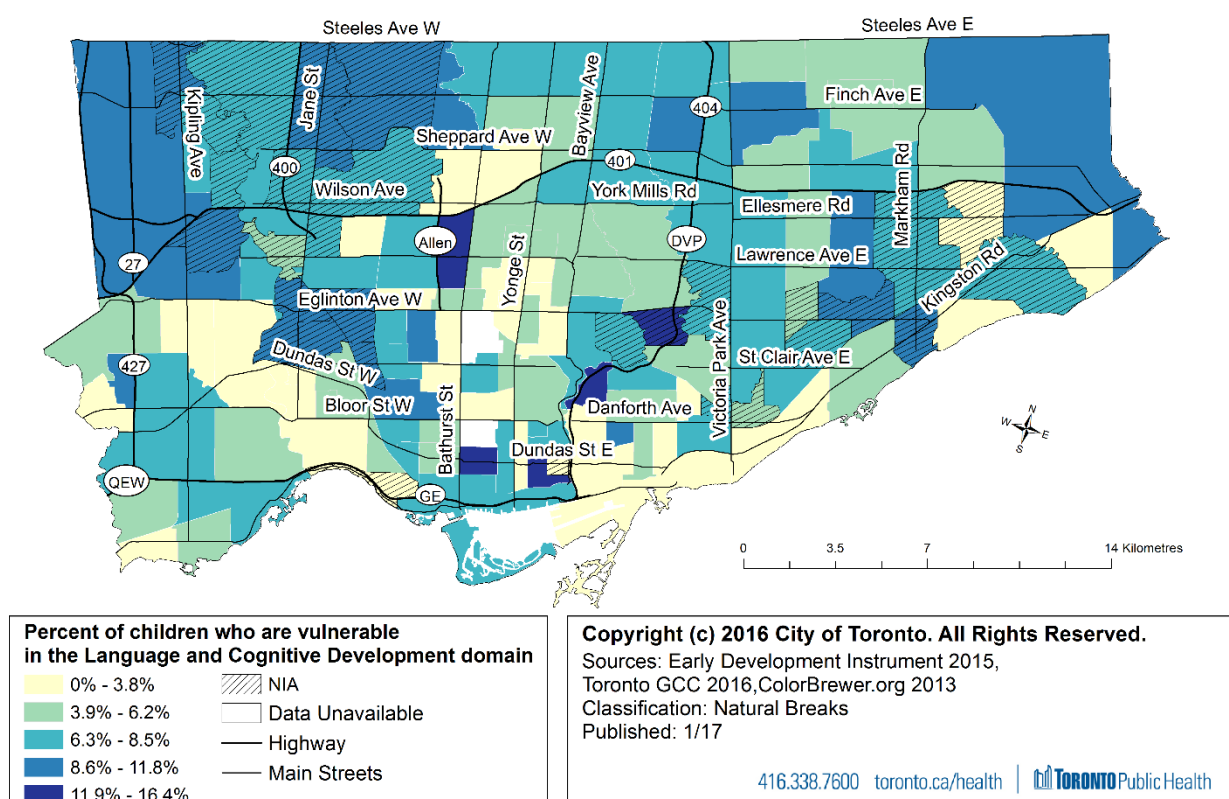 Steeles Ave W
Steeles Ave E
Kipling Ave
Jane St
Bayview Ave
404
Finch Ave E
Sheppard Ave W
400
401
Markham Rd
Wilson Ave
York Mills Rd
Ellesmere Rd
Allen
Yonge St
DVP
Lawrence Ave E
27
Kingston Rd
Eglinton Ave W
Victoria Park Ave
427
Dundas St W
St Clair Ave E
Bloor St W
Bathurst St
Danforth Ave
Dundas St E
QEW
GE
N
W
E
S
0 3.5 7 14 Kilometres
Percent of children who are vulnerable
in the Language and Cognitive Development domain
0% - 3.8%
3.9% - 6.2%
6.3% - 8.5%
8.6% - 11.8%
11.9% - 16.4%
NIA
Data Unavailable
Highway
Main Streets
Copyright (c) 2016 City of Toronto. All Rights Reserved.
Sources: Early Development Instrument 2015,
Toronto GCC 2016,ColorBrewer.org 2013
Classification: Natural Breaks
Published: 1/17
416.338.7600 toronto.ca/health
TORONTO Public Health